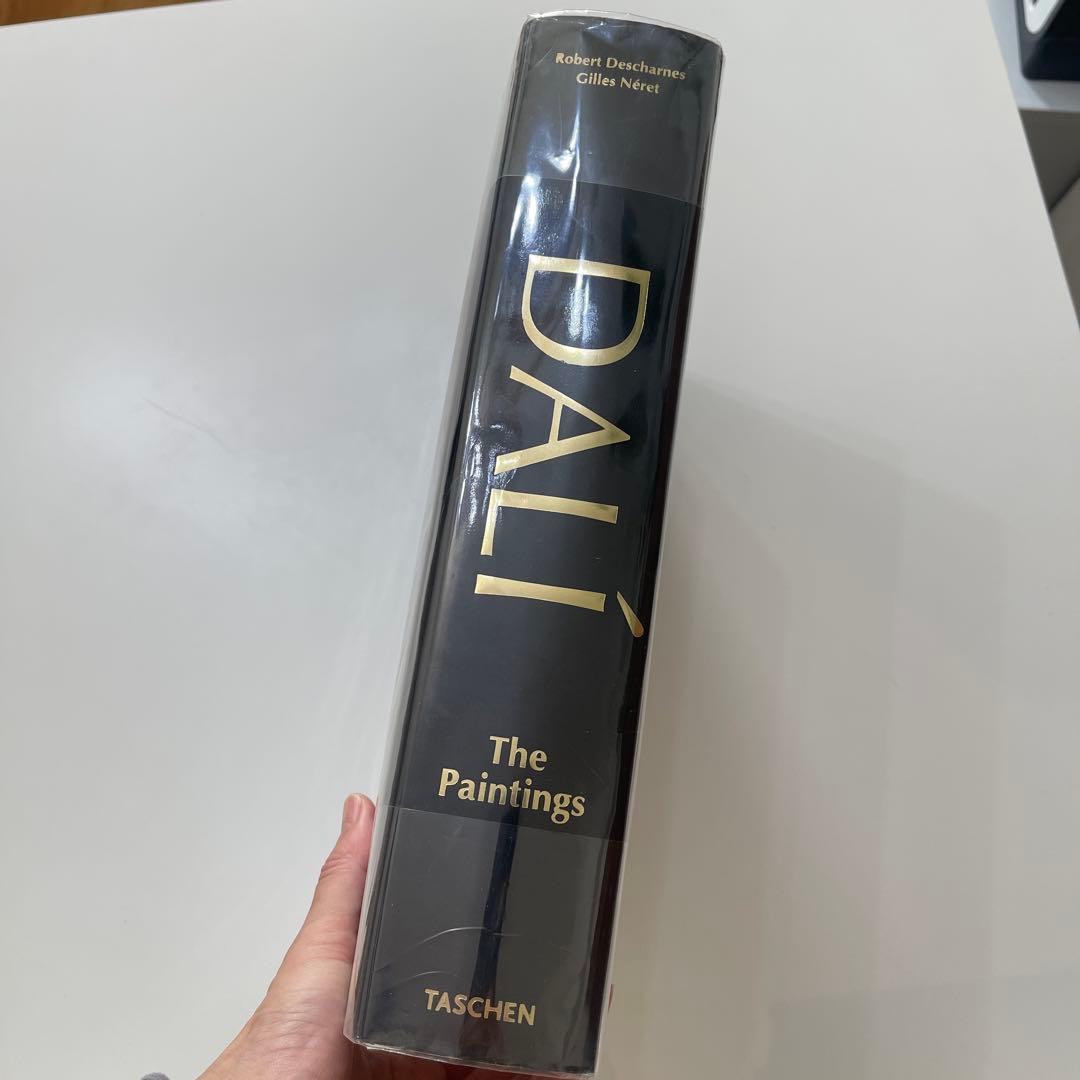 Robert Descharnes
Gilles Néret
DALÍ
The
Paintings
TASCHEN